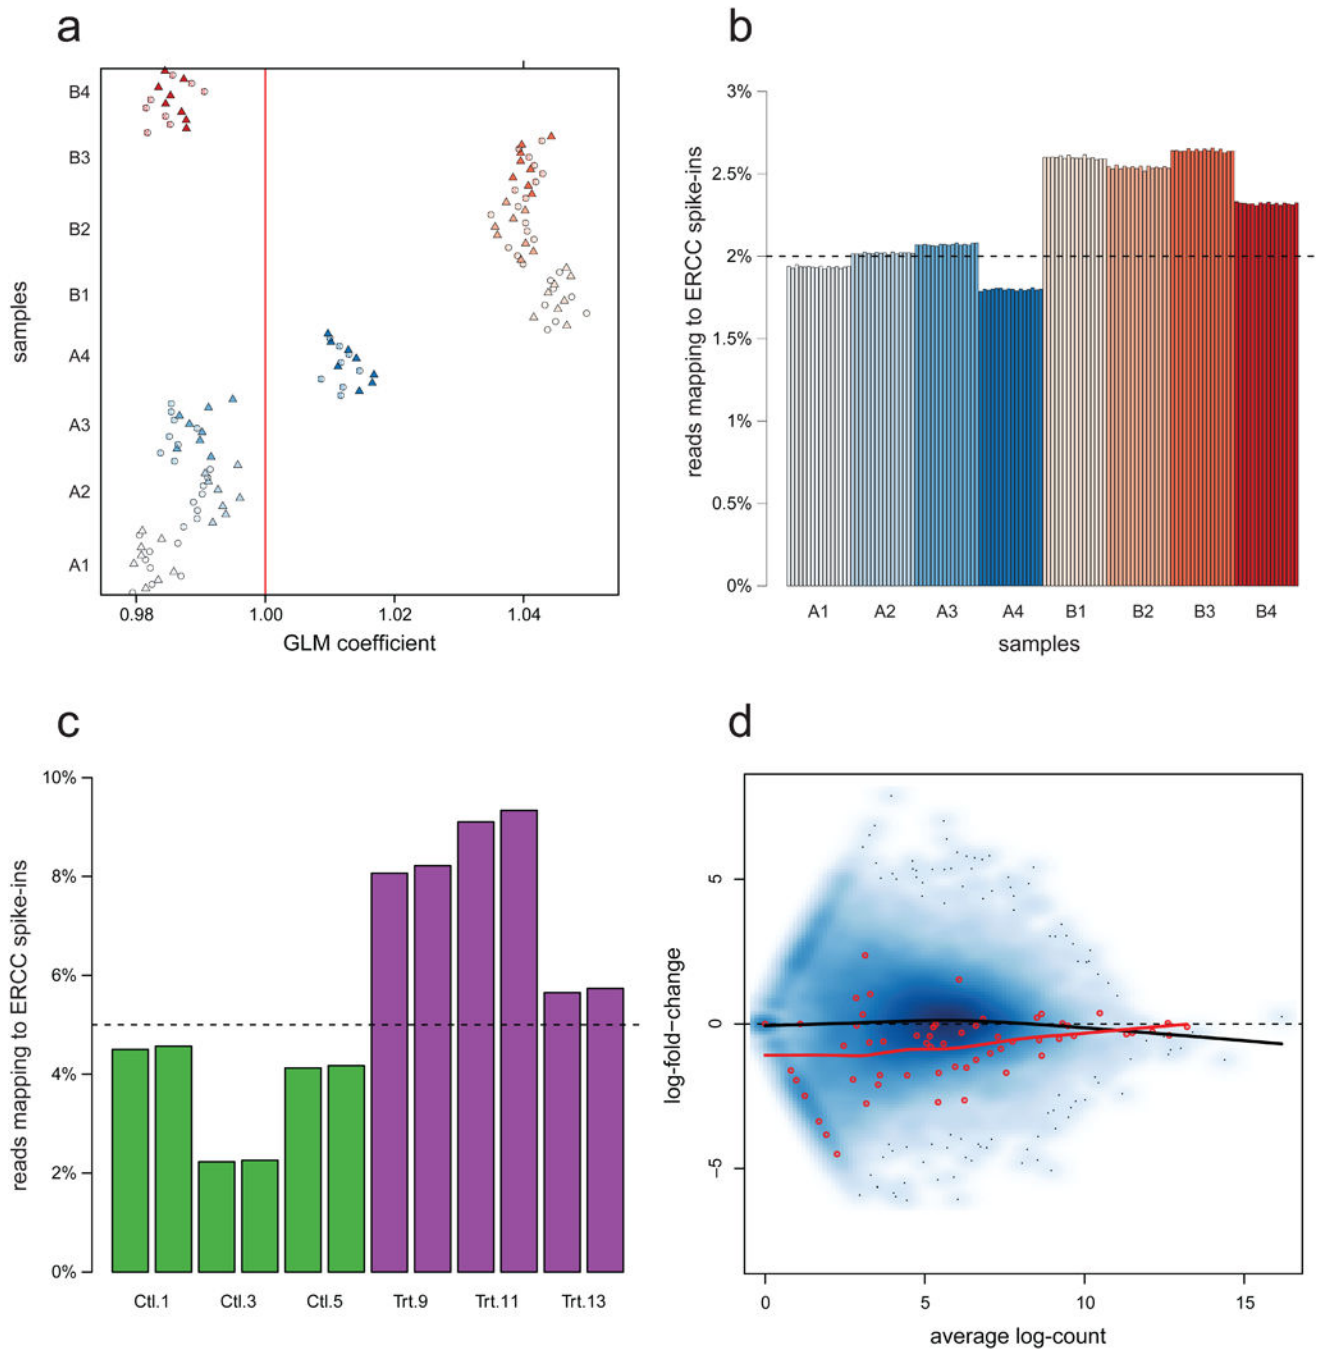 a
B4
B3
B2
B1
A4
A3
A2
A1
samples
0.98 1.00 1.02 1.04
GLM coefficient
b
3%
2.5%
2%
1.5%
1%
0.5%
0%
reads mapping to ERCC spike-ins
A1 A2 A3 A4 B1 B2 B3 B4
samples
c
10%
8%
6%
4%
2%
0%
reads mapping to ERCC spike-ins
Ctl.1 Ctl.3 Ctl.5 Trt.9 Trt.11 Trt.13
d
5
0
−5
log−fold−change
0 5 10 15
average log-count